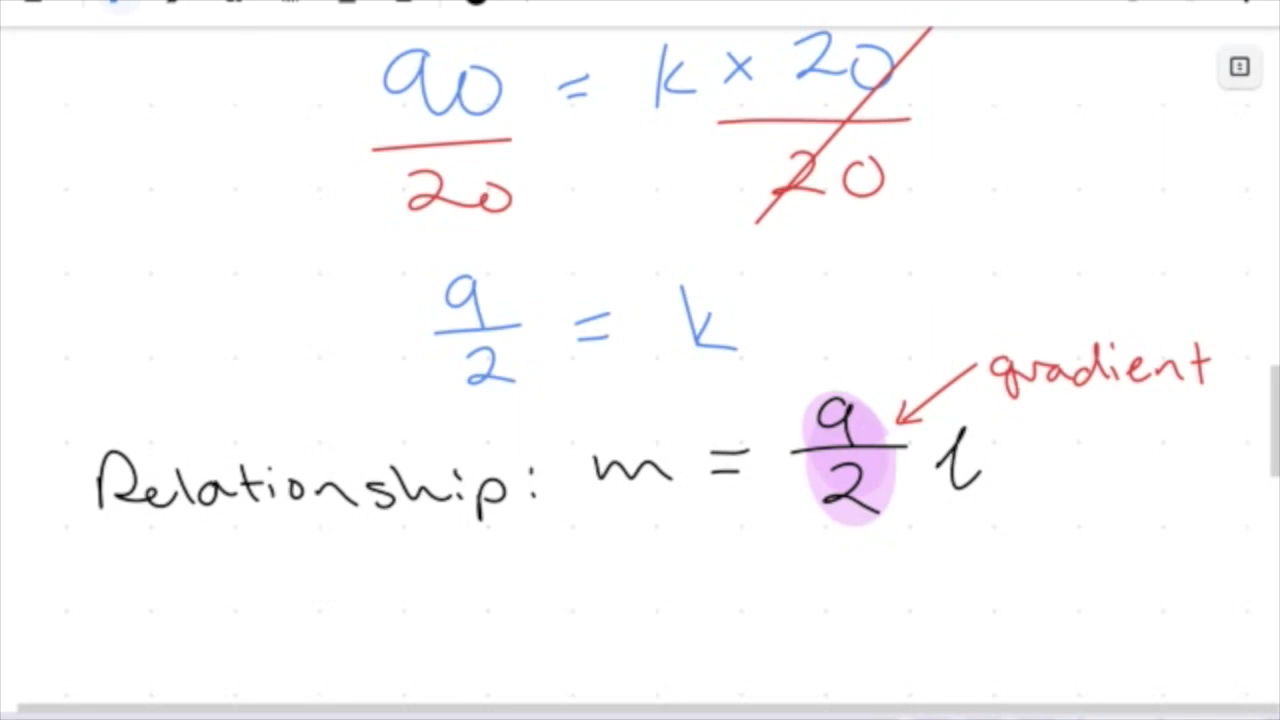 90 = k × 20
20 20
9/2 = k
gradient
Relationship: m = 9/2 l